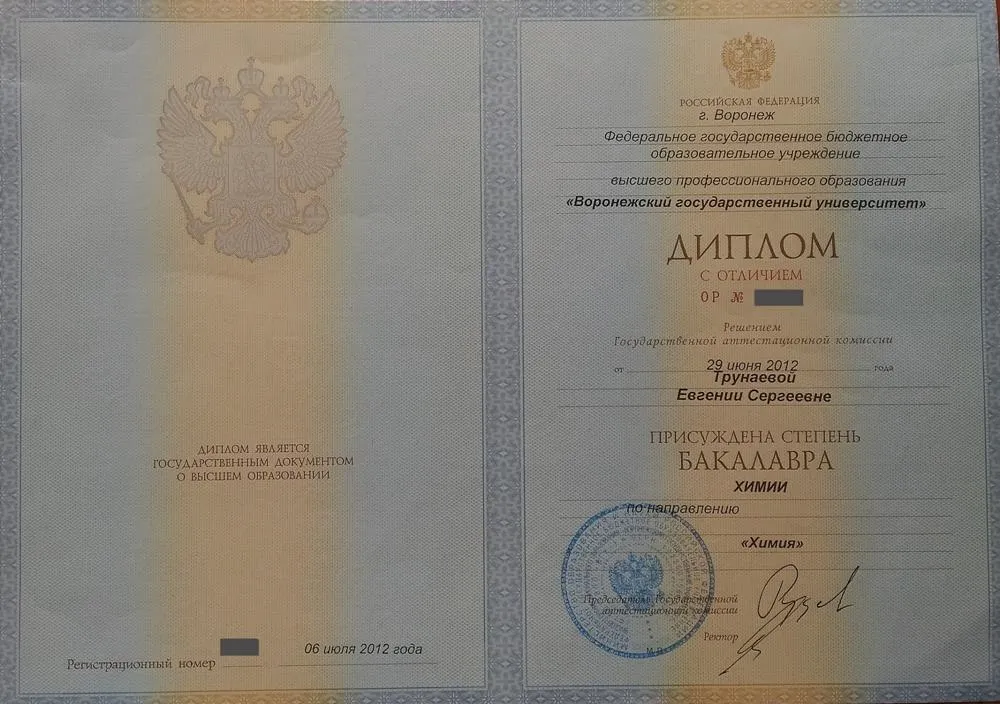 ДИПЛОМ ЯВЛЯЕТСЯ
ГОСУДАРСТВЕННЫМ ДОКУМЕНТОМ
О ВЫСШЕМ ОБРАЗОВАНИИ
Регистрационный номер
06 июля 2012 года
РОССИЙСКАЯ ФЕДЕРАЦИЯ
г. Воронеж
Федеральное государственное бюджетное
образовательное учреждение
высшего профессионального образования
«Воронежский государственный университет»
ДИПЛОМ
С ОТЛИЧИЕМ
ОР №
Решением
Государственной аттестационной комиссии
от 29 июня 2012 года
Трунаевой
Евгении Сергеевне
ПРИСУЖДЕНА СТЕПЕНЬ
БАКАЛАВРА
ХИМИИ
по направлению
«Химия»
Председатель Государственной
аттестационной комиссии
Ректор
М.П.